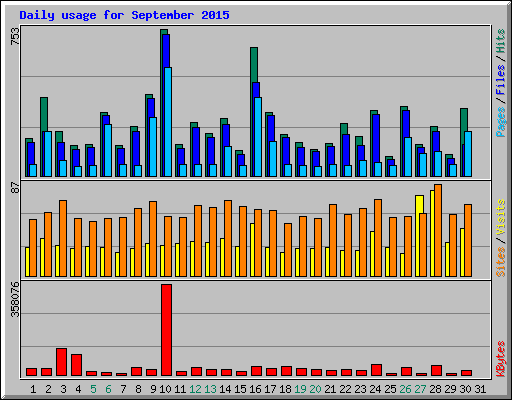 Daily usage for September 2015
753
Pages / Files / Hits
87
Sites / Visits
358076
KBytes
1 2 3 4 5 6 7 8 9 10 11 12 13 14 15 16 17 18 19 20 21 22 23 24 25 26 27 28 29 30 31